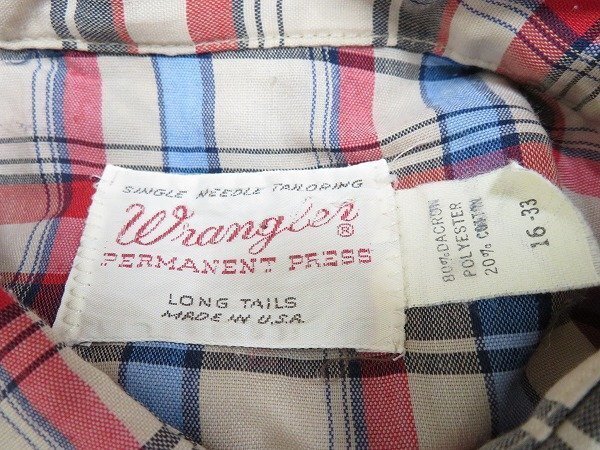 SINGLE NEEDLE TAILORING
Wrangler®
PERMANENT PRESS
LONG TAILS
MADE IN U.S.A.
80% DACRON
POLYESTER
20% COTTON
16-33